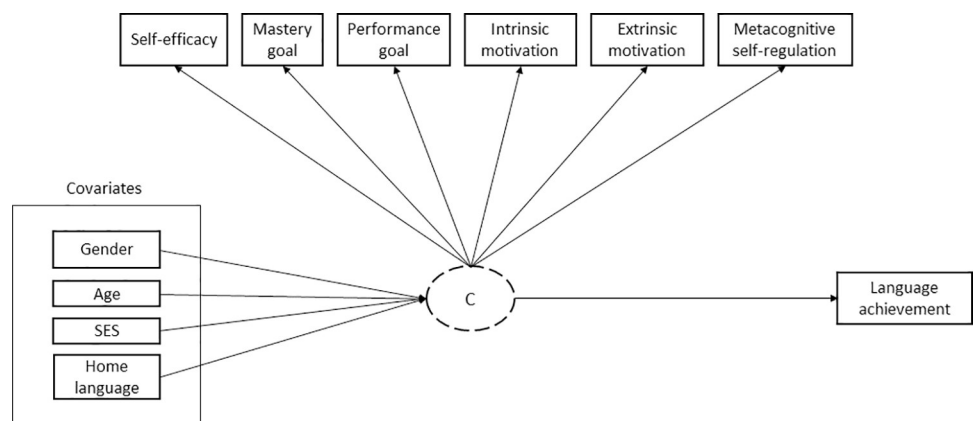 Self-efficacy
Mastery
goal
Performance
goal
Intrinsic
motivation
Extrinsic
motivation
Metacognitive
self-regulation
Covariates
Gender
Age
SES
Home
language
C
Language
achievement